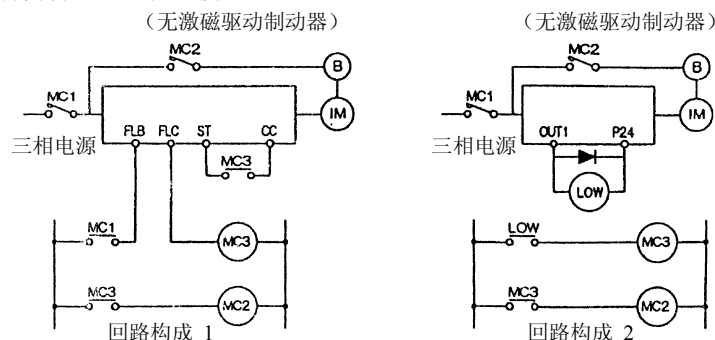 （无激磁驱动制动器）
（无激磁驱动制动器）
MC2
B
MC1
IM
FLB FLC ST CC
三相电源
MC3
MC1
MC3
MC3
MC2
回路构成 1
MC2
B
MC1
IM
OUT1 P24
三相电源
LOW
LOW
MC3
MC3
MC2
回路构成 2